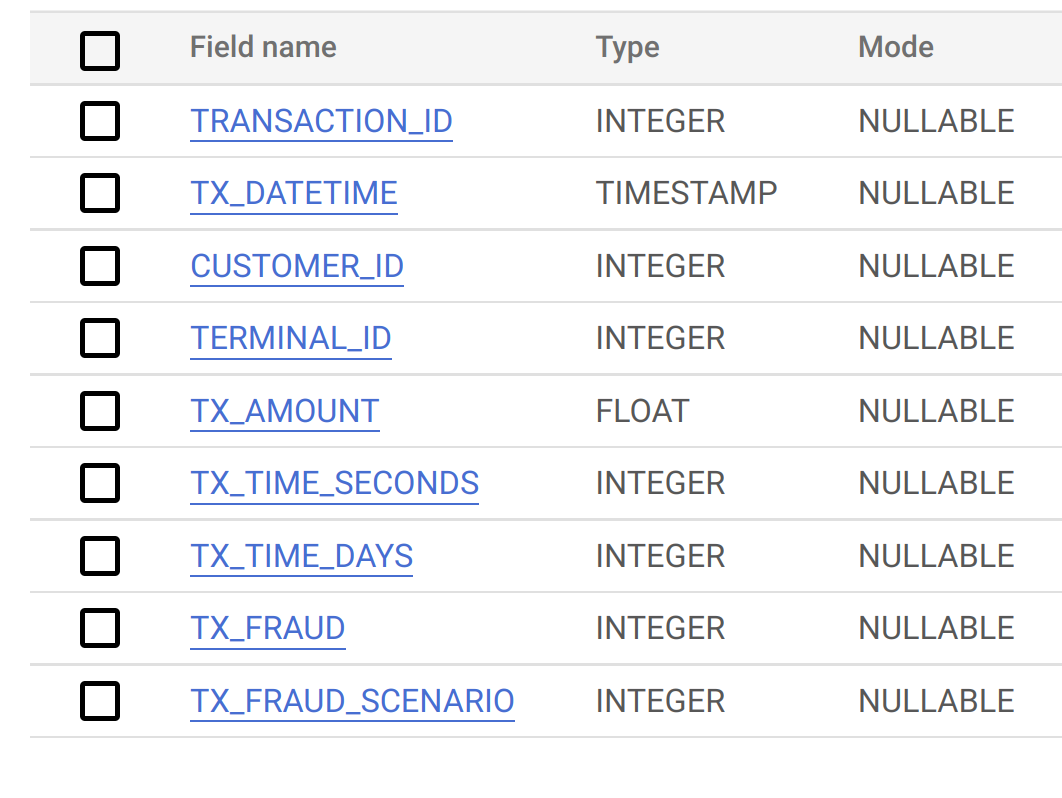 Field name Type Mode
TRANSACTION_ID INTEGER NULLABLE
TX_DATETIME TIMESTAMP NULLABLE
CUSTOMER_ID INTEGER NULLABLE
TERMINAL_ID INTEGER NULLABLE
TX_AMOUNT FLOAT NULLABLE
TX_TIME_SECONDS INTEGER NULLABLE
TX_TIME_DAYS INTEGER NULLABLE
TX_FRAUD INTEGER NULLABLE
TX_FRAUD_SCENARIO INTEGER NULLABLE